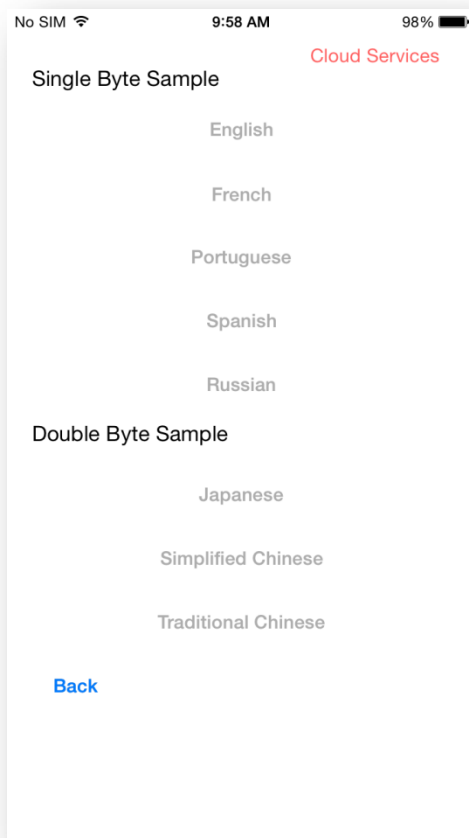 No SIM 9:58 AM 98%
Cloud Services
Single Byte Sample
English
French
Portuguese
Spanish
Russian
Double Byte Sample
Japanese
Simplified Chinese
Traditional Chinese
Back